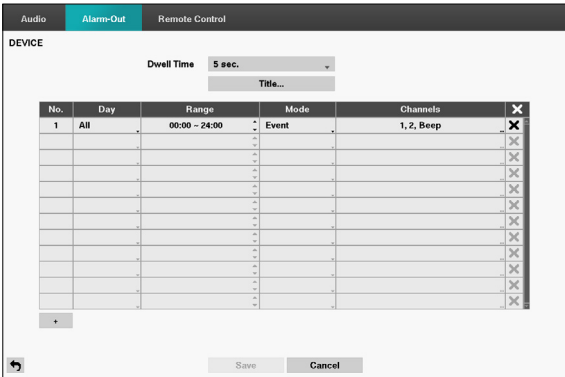 Audio Alarm-Out Remote Control
DEVICE
Dwell Time 5 sec.
Title...
No. Day Range Mode Channels
1 All 00:00 ~ 24:00 Event 1, 2, Beep
+
Save Cancel